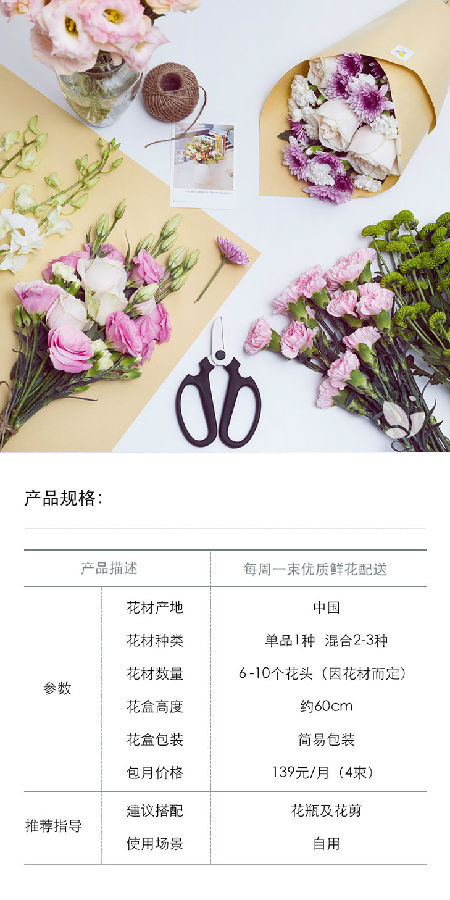 产品规格：
产品描述 每周一束优质鲜花配送
花材产地 中国
花材种类 单品1种 混合2-3种
花材数量 6-10个花头（因花材而定）
参数 花盒高度 约60cm
花盒包装 简易包装
包月价格 139元/月（4束）
推荐指导 建议搭配 花瓶及花剪
使用场景 自用